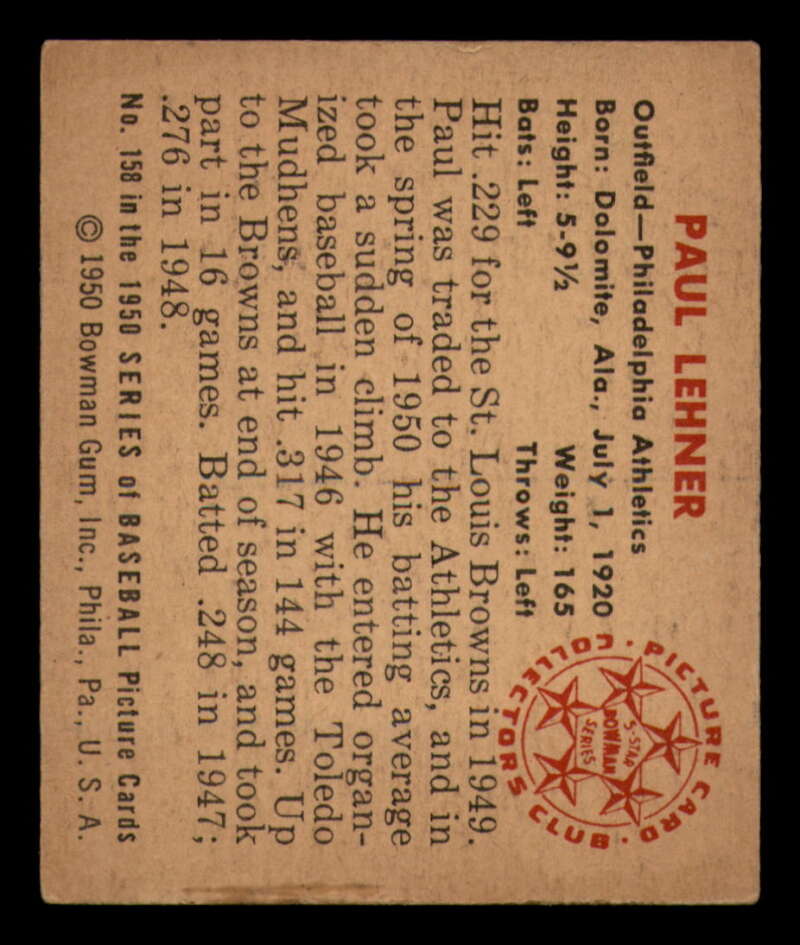 PAUL LEHNER
Outfield—Philadelphia Athletics
Born: Dolomite, Ala., July 1, 1920
Height: 5-9½ Weight: 165
Bats: Left Throws: Left
Hit .229 for the St. Louis Browns in 1949.
Paul was traded to the Athletics, and in
the spring of 1950 his batting average
took a sudden climb. He entered organ-
ized baseball in 1946 with the Toledo
Mudhens, and hit .317 in 144 games. Up
to the Browns at end of season, and took
part in 16 games. Batted .248 in 1947;
.276 in 1948.
No. 158 in the 1950 SERIES of BASEBALL Picture Cards
© 1950 Bowman Gum, Inc., Phila., Pa., U. S. A.
PICTURE CARD COLLECTORS CLUB
5-STAR
BOWMAN
SERIES